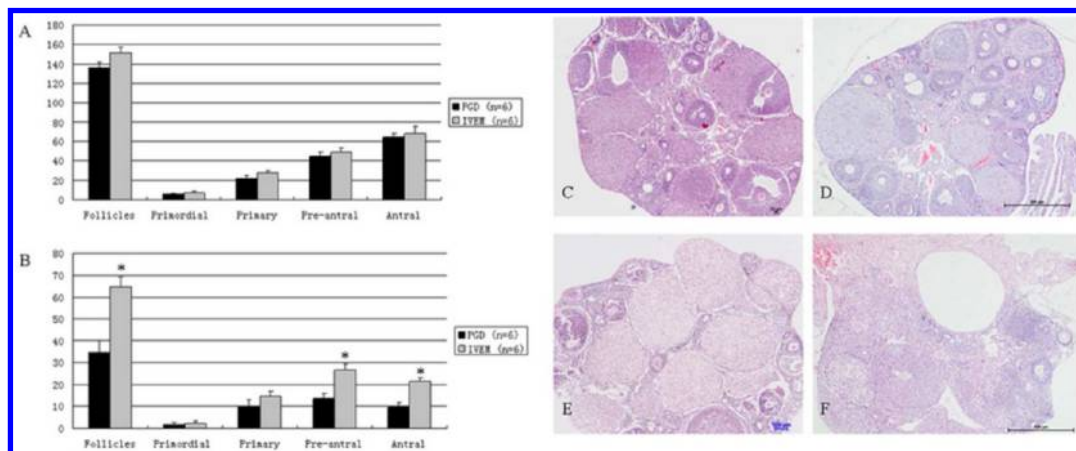 A
180
160
140
120
100
80
60
40
20
0
Follicles Primordial Primary Pre-antral Antral
PGD (n=6)
IVEM (n=6)
B
80
70
60
50
40
30
20
10
0
* * *
Follicles Primordial Primary Pre-antral Antral
PGD (n=6)
IVEM (n=6)
C
D
E
F